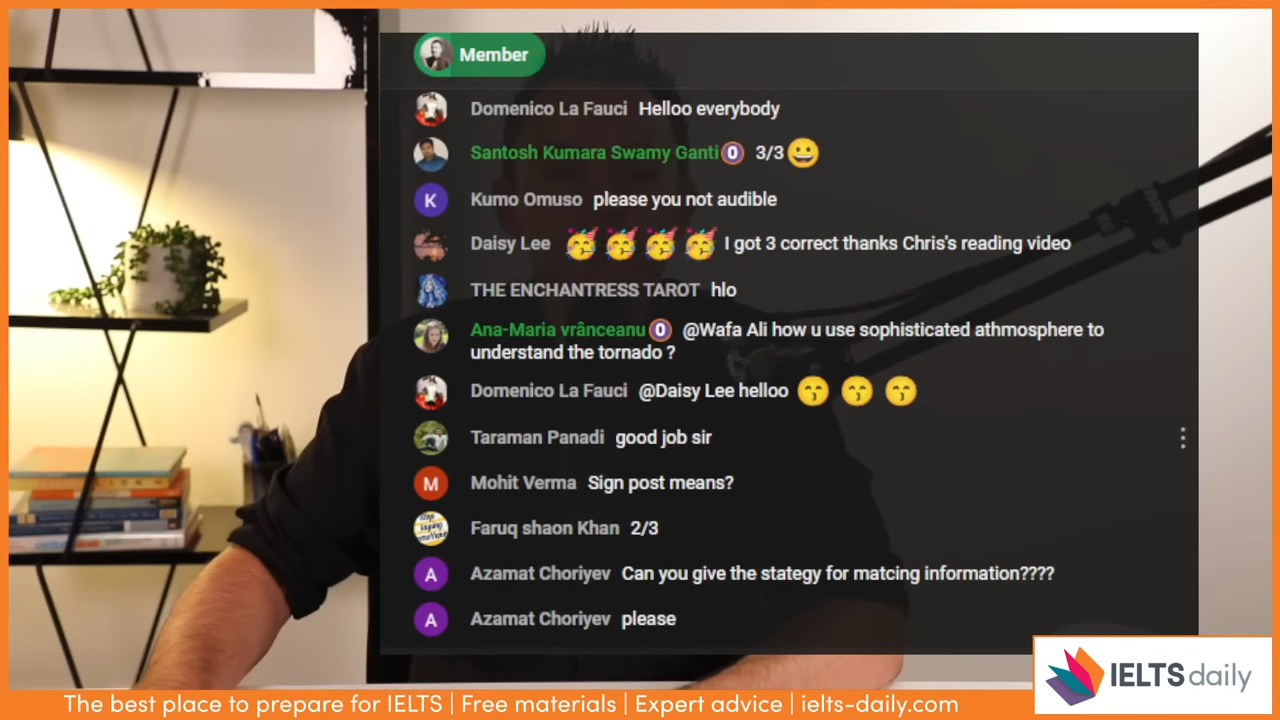 Member
Domenico La Fauci Helloo everybody
Santosh Kumara Swamy Ganti 0 3/3 😀
K Kumo Omuso please you not audible
Daisy Lee 🥳🥳🥳🥳 I got 3 correct thanks Chris's reading video
THE ENCHANTRESS TAROT hlo
Ana-Maria vrânceanu 0 @Wafa Ali how u use sophisticated athmosphere to
understand the tornado ?
Domenico La Fauci @Daisy Lee helloo 😙 😙 😙
Taraman Panadi good job sir
M Mohit Verma Sign post means?
Faruq shaon Khan 2/3
A Azamat Choriyev Can you give the stategy for matcing information????
A Azamat Choriyev please
IELTS daily
The best place to prepare for IELTS | Free materials | Expert advice | ielts-daily.com